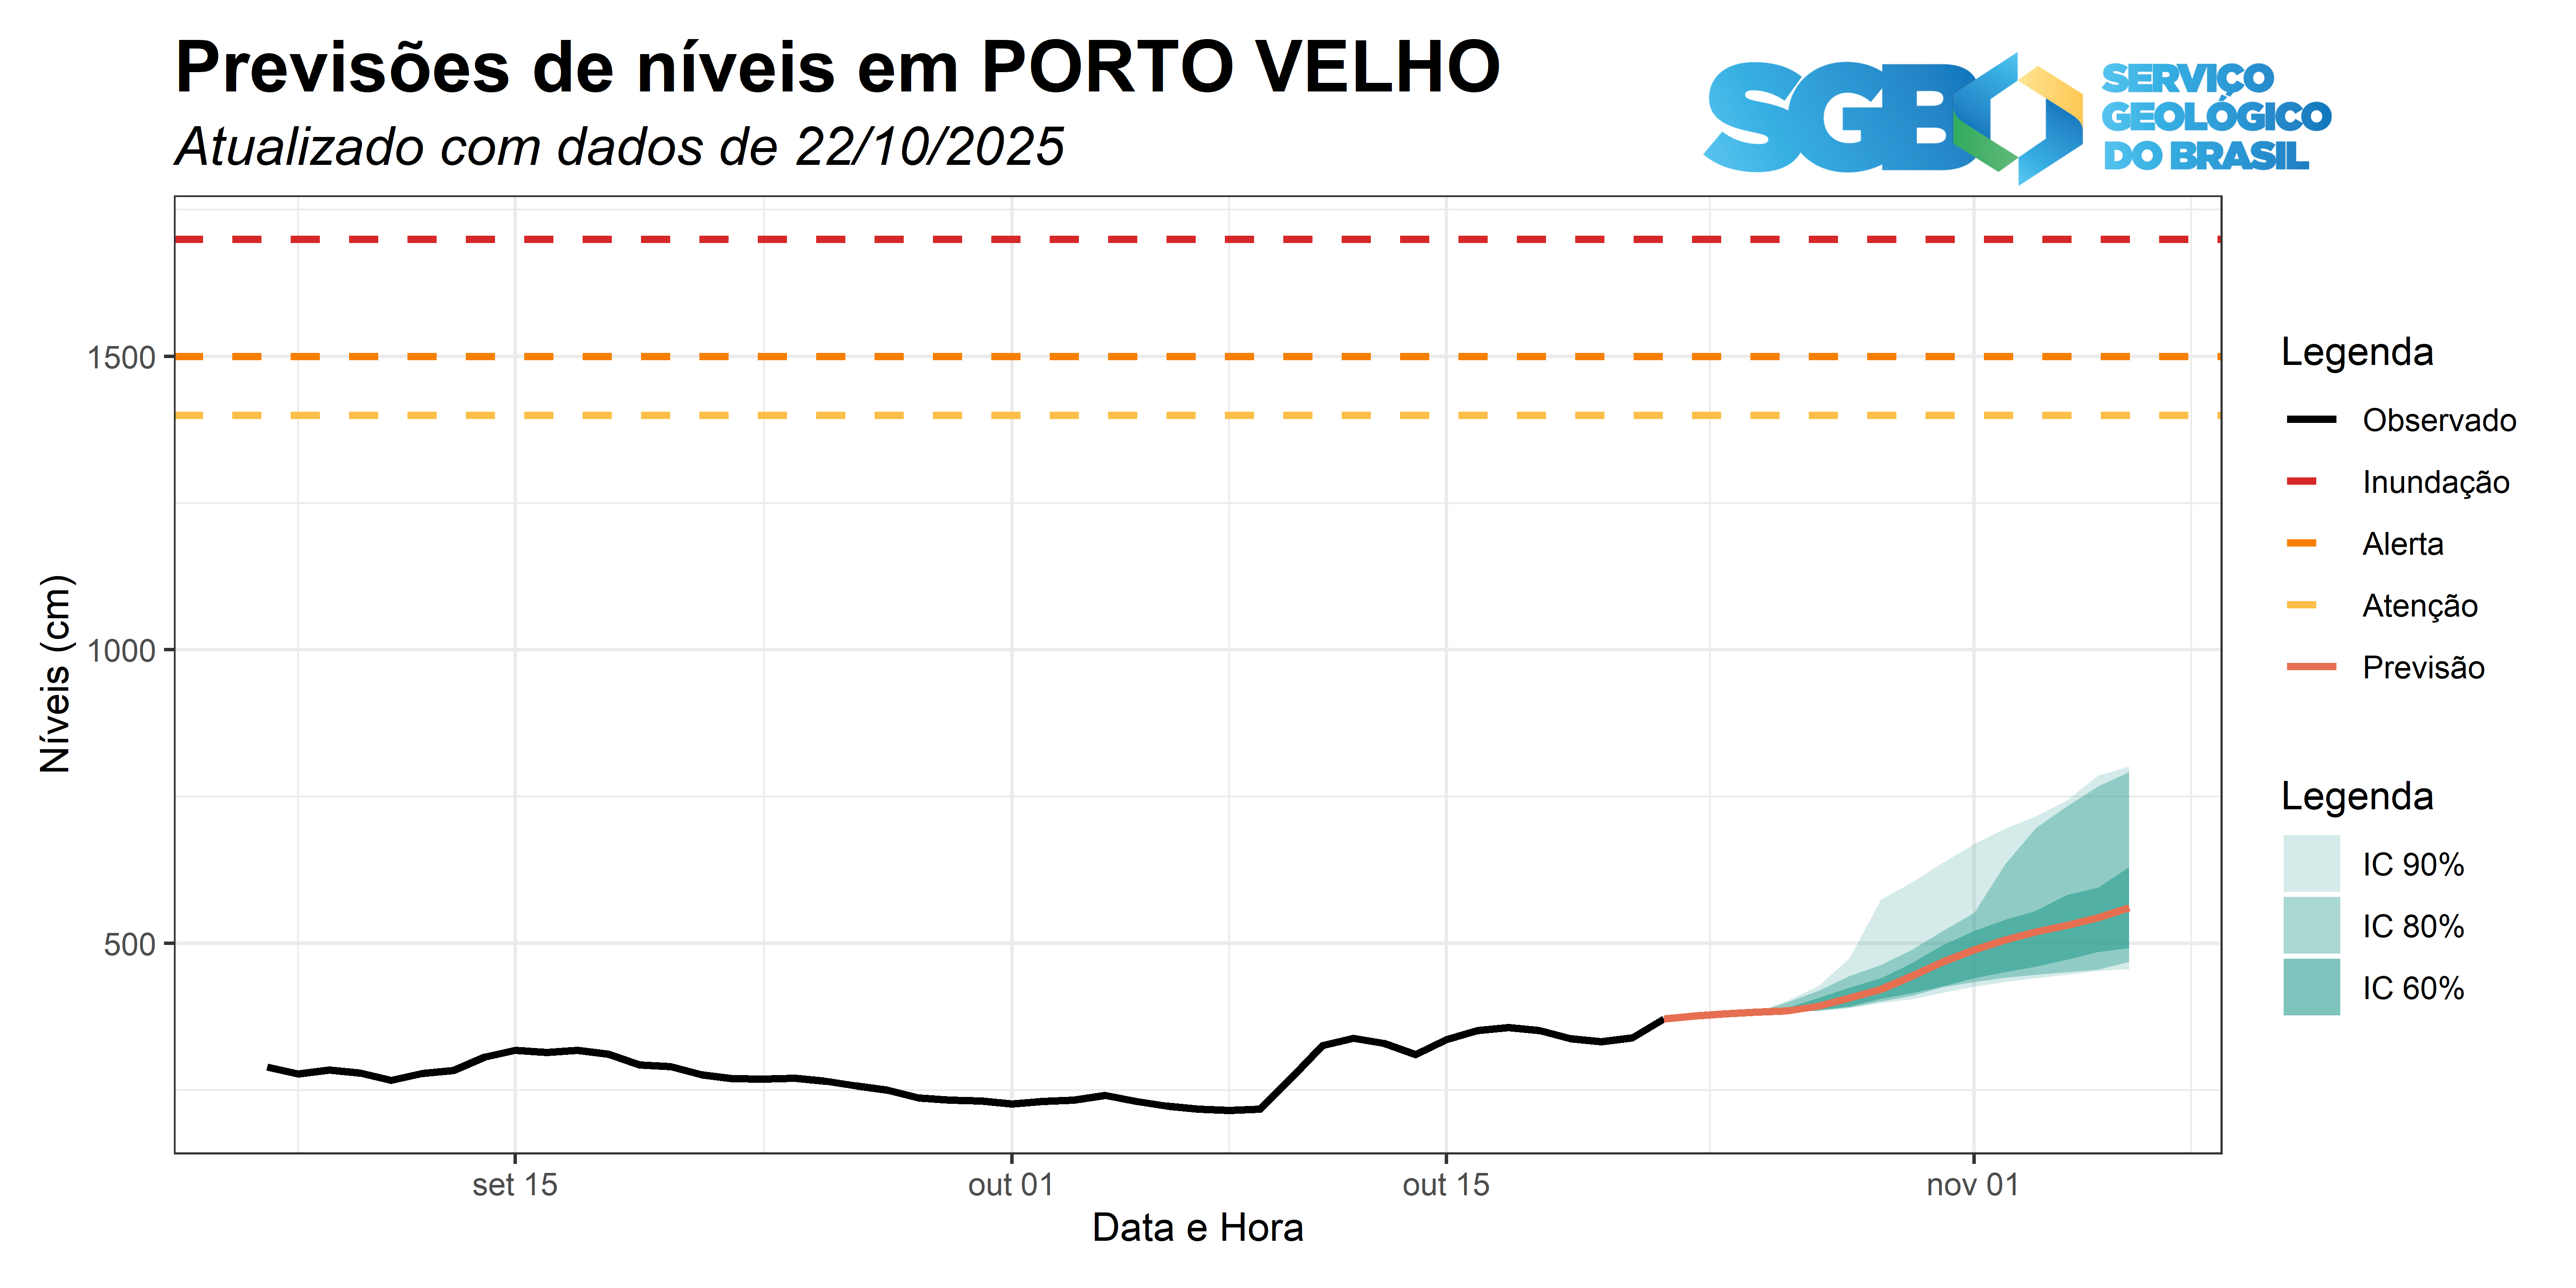 Previsões de níveis em PORTO VELHO
Atualizado com dados de 22/10/2025
SGB
SERVIÇO
GEOLÓGICO
DO BRASIL
1500
1000
500
Níveis (cm)
set 15
out 01
out 15
nov 01
Data e Hora
Legenda
Observado
Inundação
Alerta
Atenção
Previsão
Legenda
IC 90%
IC 80%
IC 60%